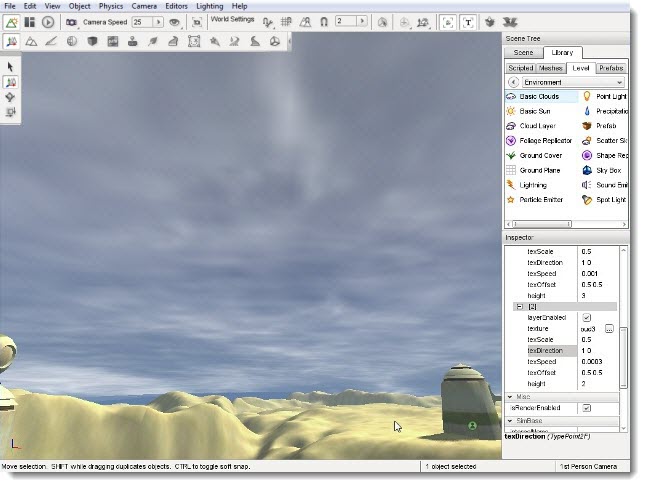 File Edit View Object Physics Camera Editors Lighting Help
Camera Speed 25 World Settings 2 T
Scene Tree
Scene Library
Scripted Meshes Level Prefabs
Environment
Basic Clouds Point Light
Basic Sun Precipitatio
Cloud Layer Prefab
Foliage Replicator Scatter Sk
Ground Cover Shape Rep
Ground Plane Sky Box
Lightning Sound Emit
Particle Emitter Spot Light
Inspector
texScale 0.5
texDirection 1 0
texSpeed 0.001
texOffset 0.5 0.5
height 3
[2]
layerEnabled
texture oud3 ...
texScale 0.5
texDirection 1 0
texSpeed 0.0003
texOffset 0.5 0.5
height 2
Misc
isRenderEnabled
SimBase
texDirection (TypePoint2F)
Move selection. SHIFT while dragging duplicates objects. CTRL to toggle soft snap. 1 object selected 1st Person Camera